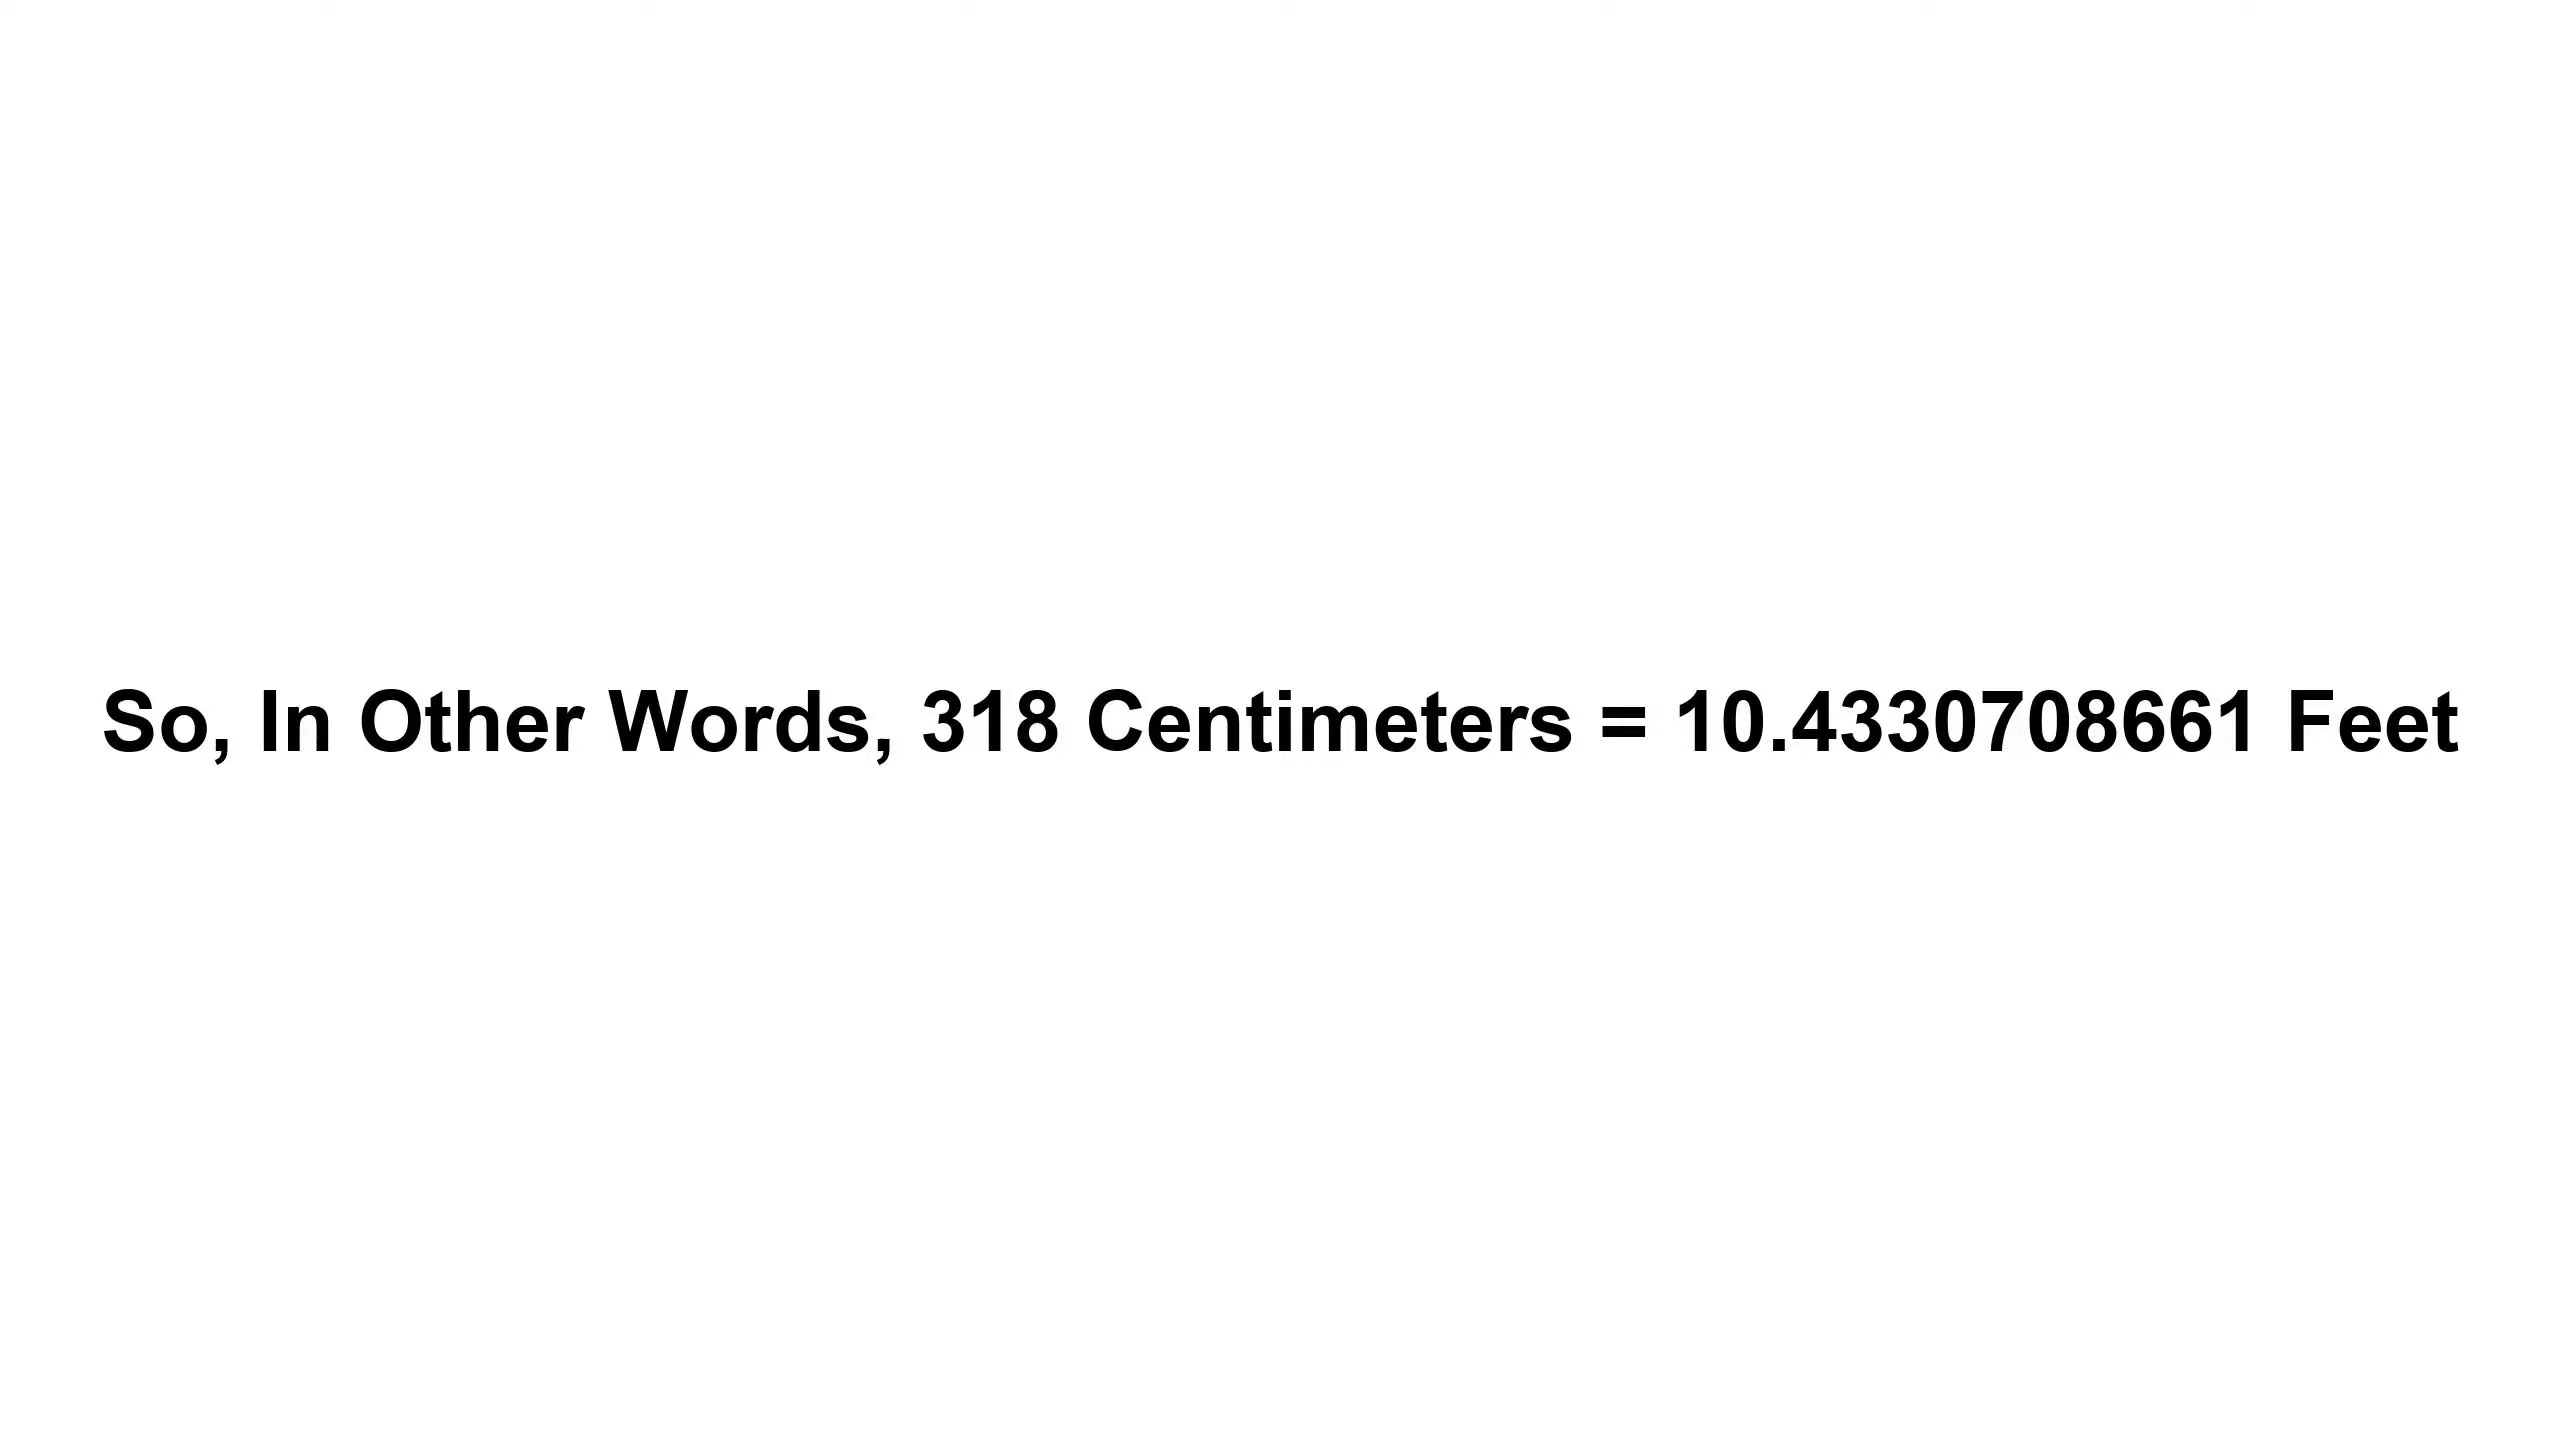 So, In Other Words, 318 Centimeters = 10.4330708661 Feet